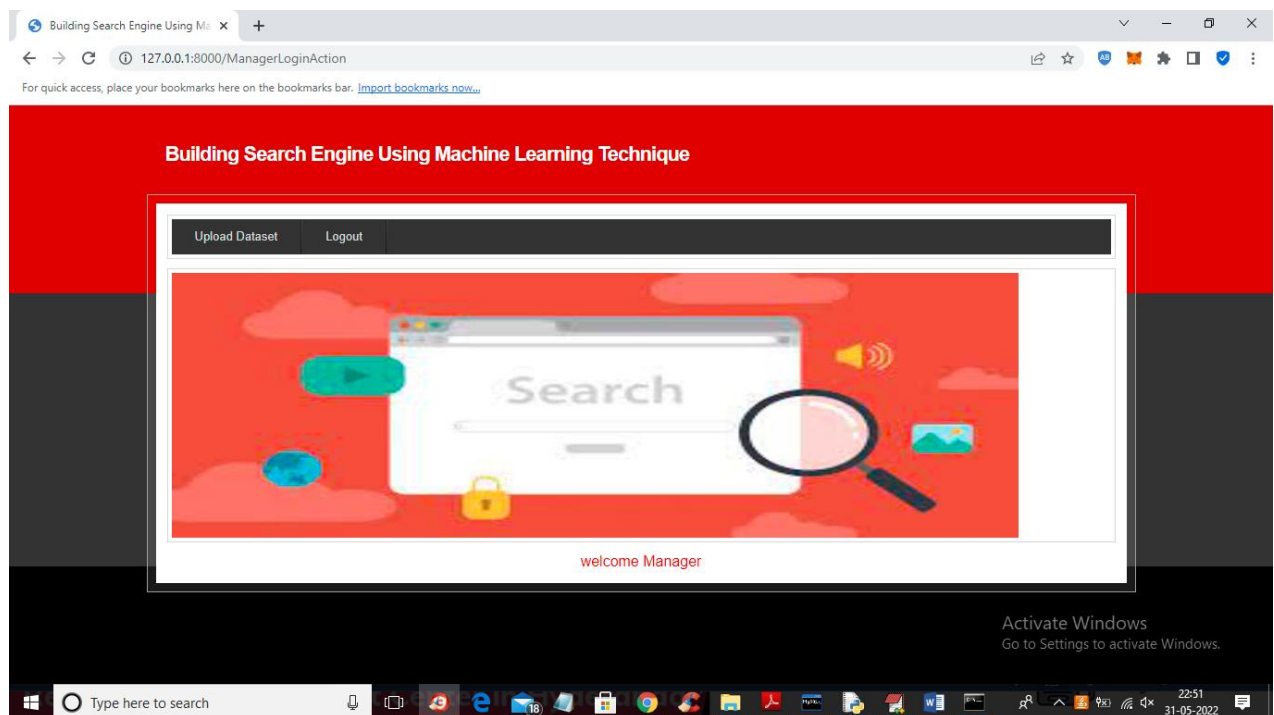 Building Search Engine Using Ma
127.0.0.1:8000/ManagerLoginAction
AB
For quick access, place your bookmarks here on the bookmarks bar. Import bookmarks now...
Building Search Engine Using Machine Learning Technique
Upload Dataset Logout
Search
welcome Manager
Activate Windows
Go to Settings to activate Windows.
Type here to search
18
22:51
31-05-2022